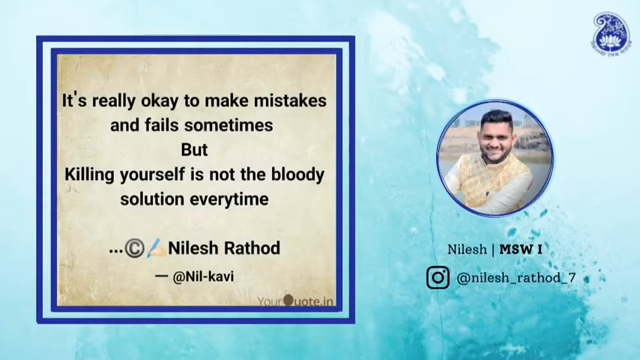 It's really okay to make mistakes
and fails sometimes
But
Killing yourself is not the bloody
solution everytime
...©✍🏻Nilesh Rathod
— @Nil-kavi
YourQuote.in
Nilesh | MSW I
@nilesh_rathod_7